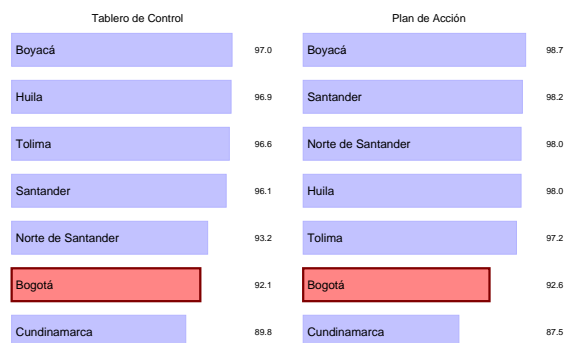 Tablero de Control
Boyacá 97.0
Huila 96.9
Tolima 96.6
Santander 96.1
Norte de Santander 93.2
Bogotá 92.1
Cundinamarca 89.8
Plan de Acción
Boyacá 98.7
Santander 98.2
Norte de Santander 98.0
Huila 98.0
Tolima 97.2
Bogotá 92.6
Cundinamarca 87.5